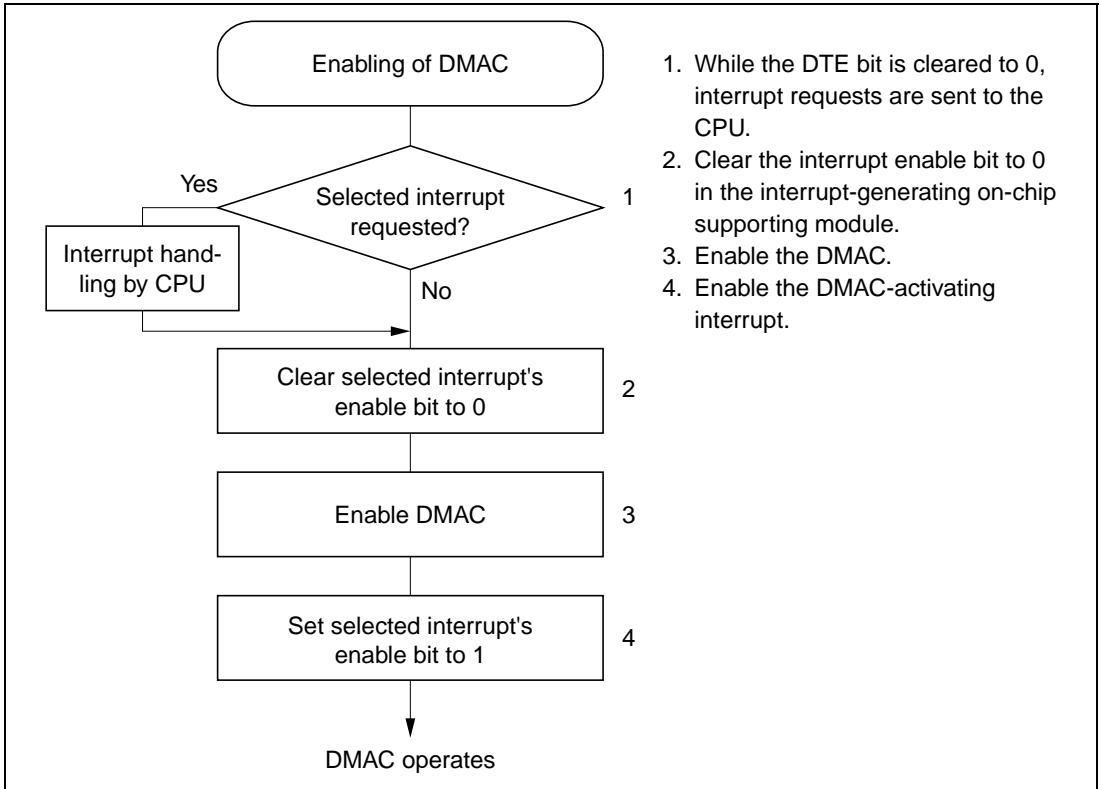 Enabling of DMAC
Yes
Selected interrupt
requested?
1
Interrupt hand-
ling by CPU
No
Clear selected interrupt's
enable bit to 0
2
Enable DMAC
3
Set selected interrupt's
enable bit to 1
4
DMAC operates
1. While the DTE bit is cleared to 0,
interrupt requests are sent to the
CPU.
2. Clear the interrupt enable bit to 0
in the interrupt-generating on-chip
supporting module.
3. Enable the DMAC.
4. Enable the DMAC-activating
interrupt.